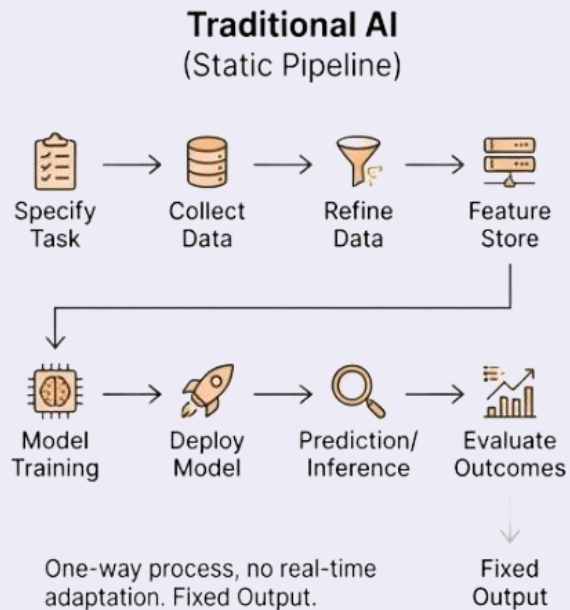 Traditional AI
(Static Pipeline)
Specify
Task
Collect
Data
Refine
Data
Feature
Store
Model
Training
Deploy
Model
Prediction/
Inference
Evaluate
Outcomes
One-way process, no real-time
adaptation. Fixed Output.
Fixed
Output